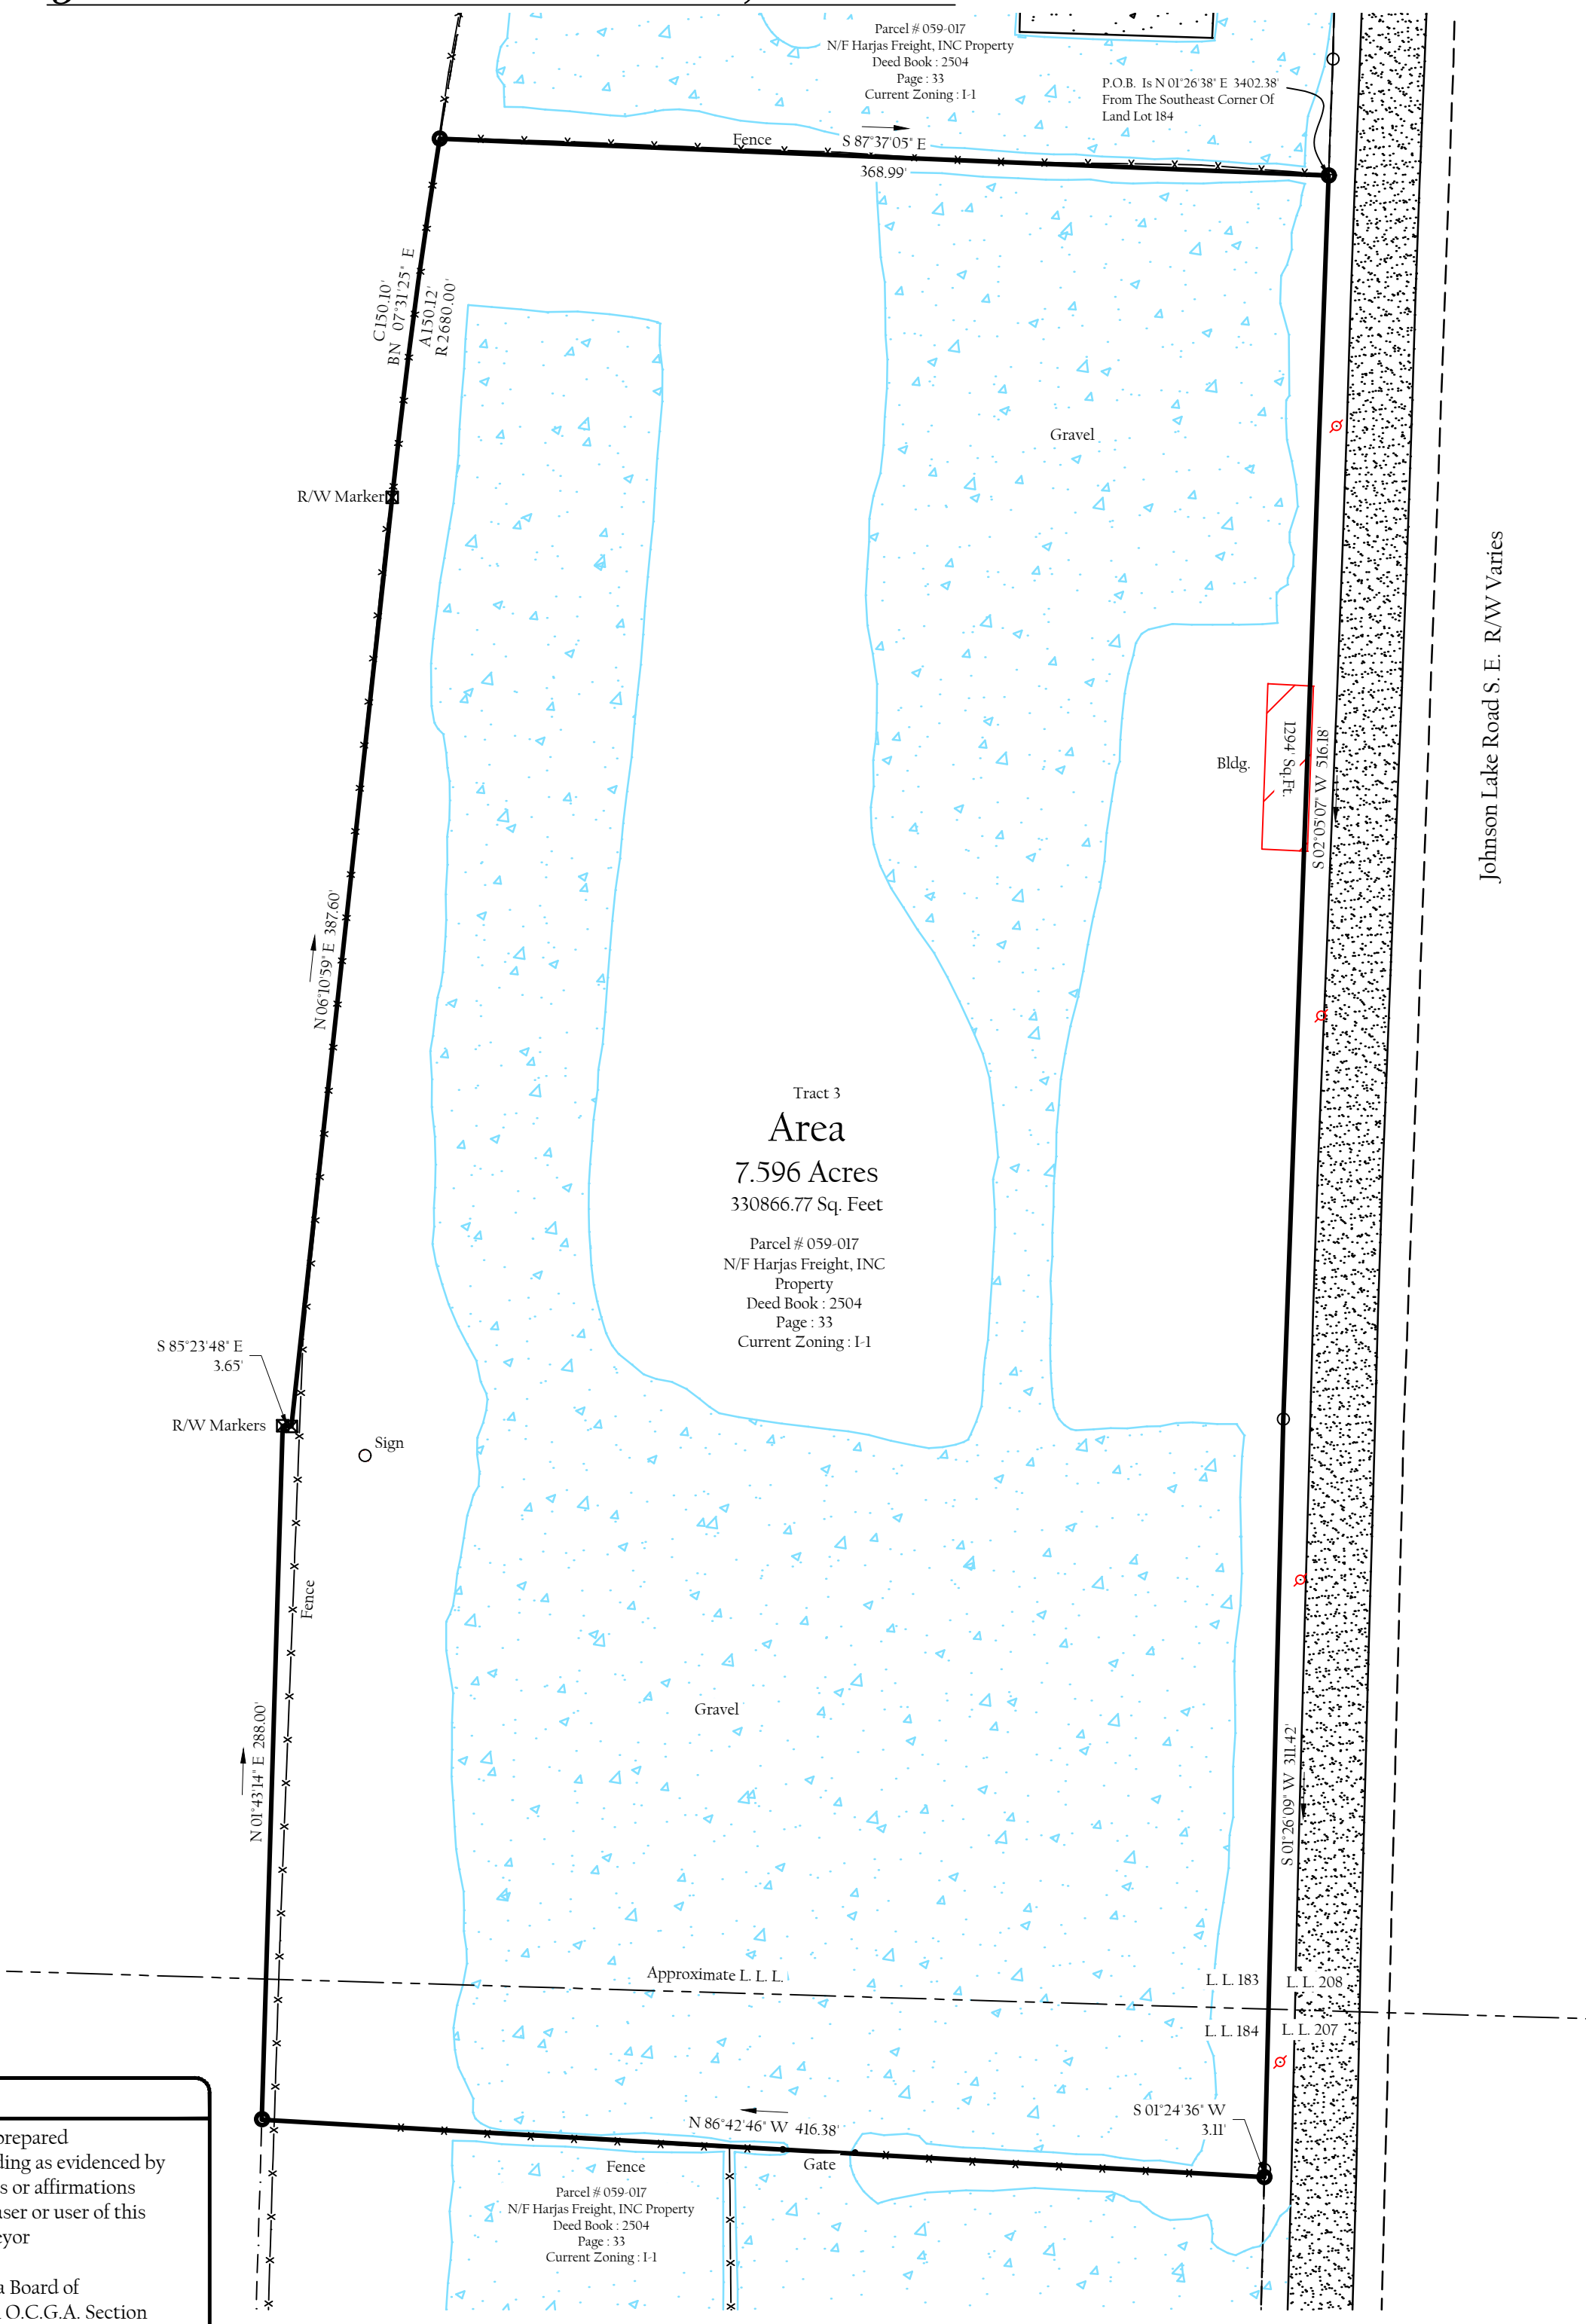 Parcel # 059-017
N/F Harjas Freight, INC Property
Deed Book : 2504
Page : 33
Current Zoning : I-1
P.O.B. Is N 01°26'38" E 3402.38'
From The Southeast Corner Of
Land Lot 184
Fence
S 87°37'05" E
368.99'
C 150.10'
BN 07°31'25" E
A 150.12'
R 2680.00'
Gravel
R/W Marker
Johnson Lake Road S. E. R/W Varies
Bldg.
1294' Sq.Ft.
S 02°05'07" W 516.18'
N 06°10'59" E 387.60'
Tract 3
Area
7.596 Acres
330866.77 Sq. Feet
Parcel # 059-017
N/F Harjas Freight, INC
Property
Deed Book : 2504
Page : 33
Current Zoning : I-1
S 85°23'48" E
3.65'
R/W Markers
Sign
Fence
Gravel
N 01°43'14" E 288.00'
S 01°26'09" W 311.42'
Approximate L. L. L.
L. L. 183
L. L. 208
L. L. 184
L. L. 207
S 01°24'36" W
3.11'
N 86°42'46" W 416.38'
Fence
Gate
Parcel # 059-017
N/F Harjas Freight, INC Property
Deed Book : 2504
Page : 33
Current Zoning : I-1
prepared
ding as evidenced by
s or affirmations
aser or user of this
eyor
a Board of
O.C.G.A. Section